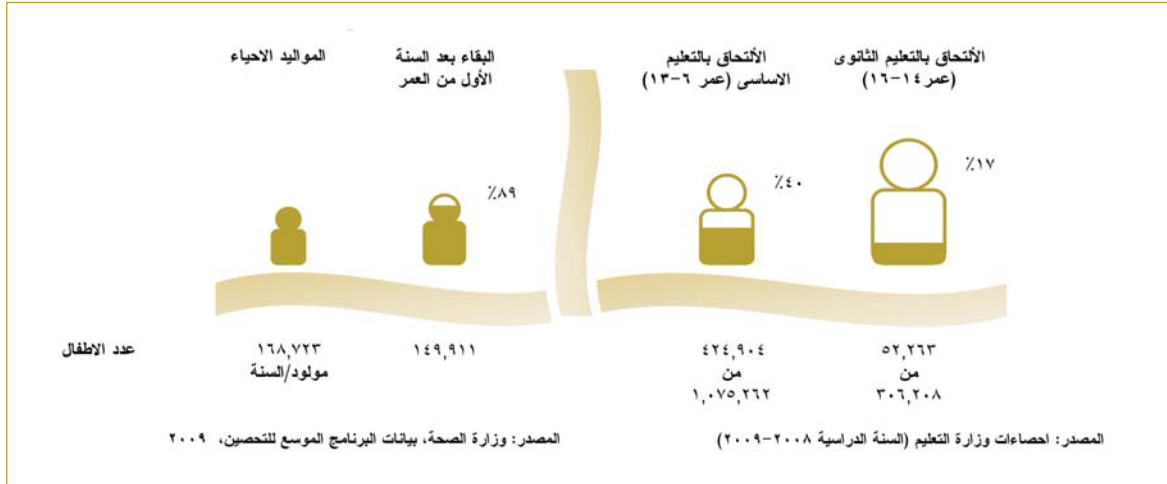 المواليد الاحياء
البقاء بعد السنة
الأول من العمر
الألتحاق بالتعليم
الاساسى (عمر ٦-١٣)
الألتحاق بالتعليم الثانوى
(عمر ١٤-١٦)
٪٨٩
٪٤٠
٪١٧
عدد الاطفال
١٦٨,٧٢٣
مولود/السنة
١٤٩,٩١١
٤٢٤,٩٠٤
من
١,٠٧٥,٢٦٢
٥٢,٢٦٣
من
٣٠٦,٢٠٨
المصدر: وزارة الصحة، بيانات البرنامج الموسع للتحصين، ٢٠٠٩
المصدر: احصاءات وزارة التعليم (السنة الدراسية ٢٠٠٨-٢٠٠٩)